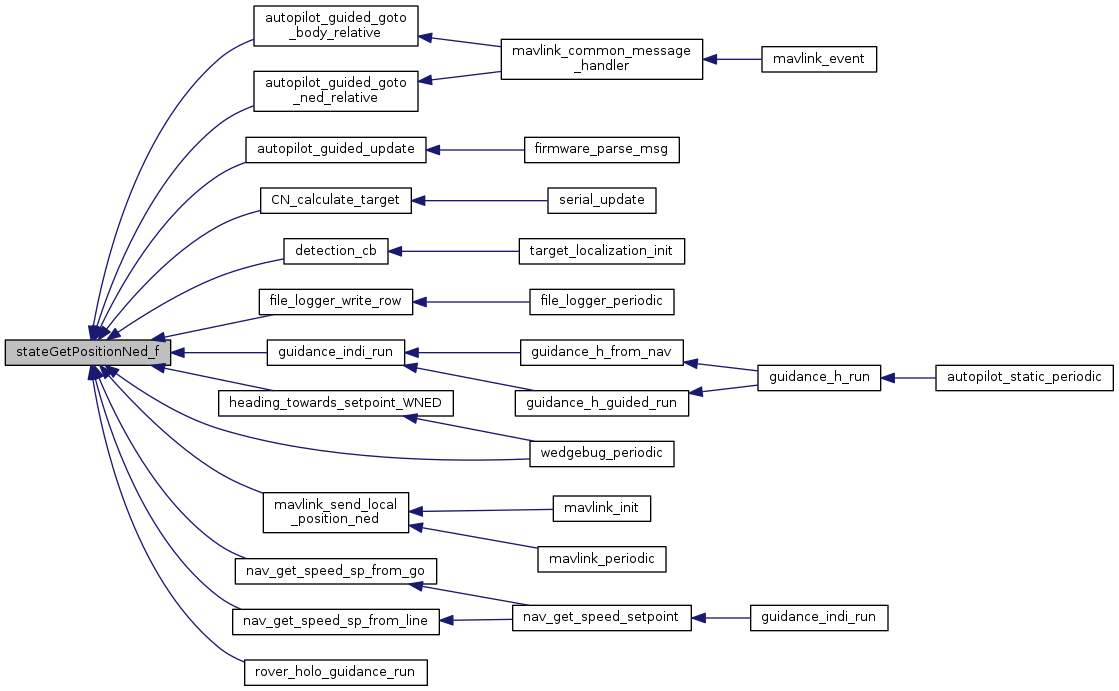 autopilot_guided_goto
_body_relative
mavlink_common_message
_handler
mavlink_event
autopilot_guided_goto
_ned_relative
autopilot_guided_update
firmware_parse_msg
CN_calculate_target
serial_update
detection_cb
target_localization_init
file_logger_write_row
file_logger_periodic
stateGetPositionNed_f
guidance_indi_run
guidance_h_from_nav
guidance_h_run
autopilot_static_periodic
heading_towards_setpoint_WNED
guidance_h_guided_run
wedgebug_periodic
mavlink_send_local
_position_ned
mavlink_init
mavlink_periodic
nav_get_speed_sp_from_go
nav_get_speed_sp_from_line
nav_get_speed_setpoint
guidance_indi_run
rover_holo_guidance_run